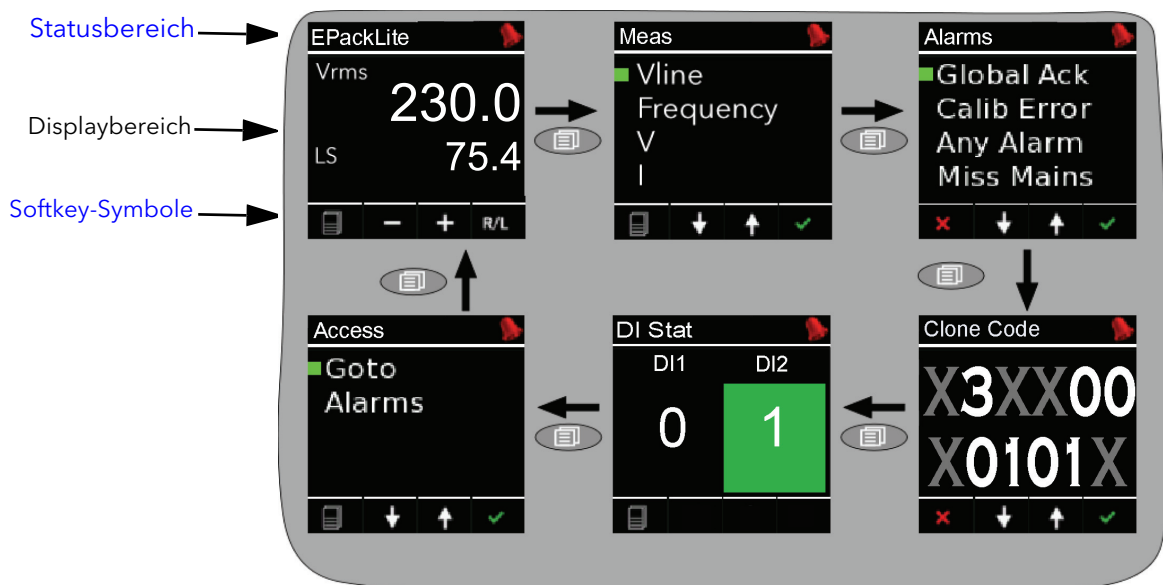 Statusbereich
Displaybereich
Softkey-Symbole
EPackLite
Vrms
230.0
LS 75.4
R/L
Meas
Vline
Frequency
V
I
Alarms
Global Ack
Calib Error
Any Alarm
Miss Mains
Access
Goto
Alarms
DI Stat
DI1 DI2
0 1
Clone Code
X3XX00
X0101X